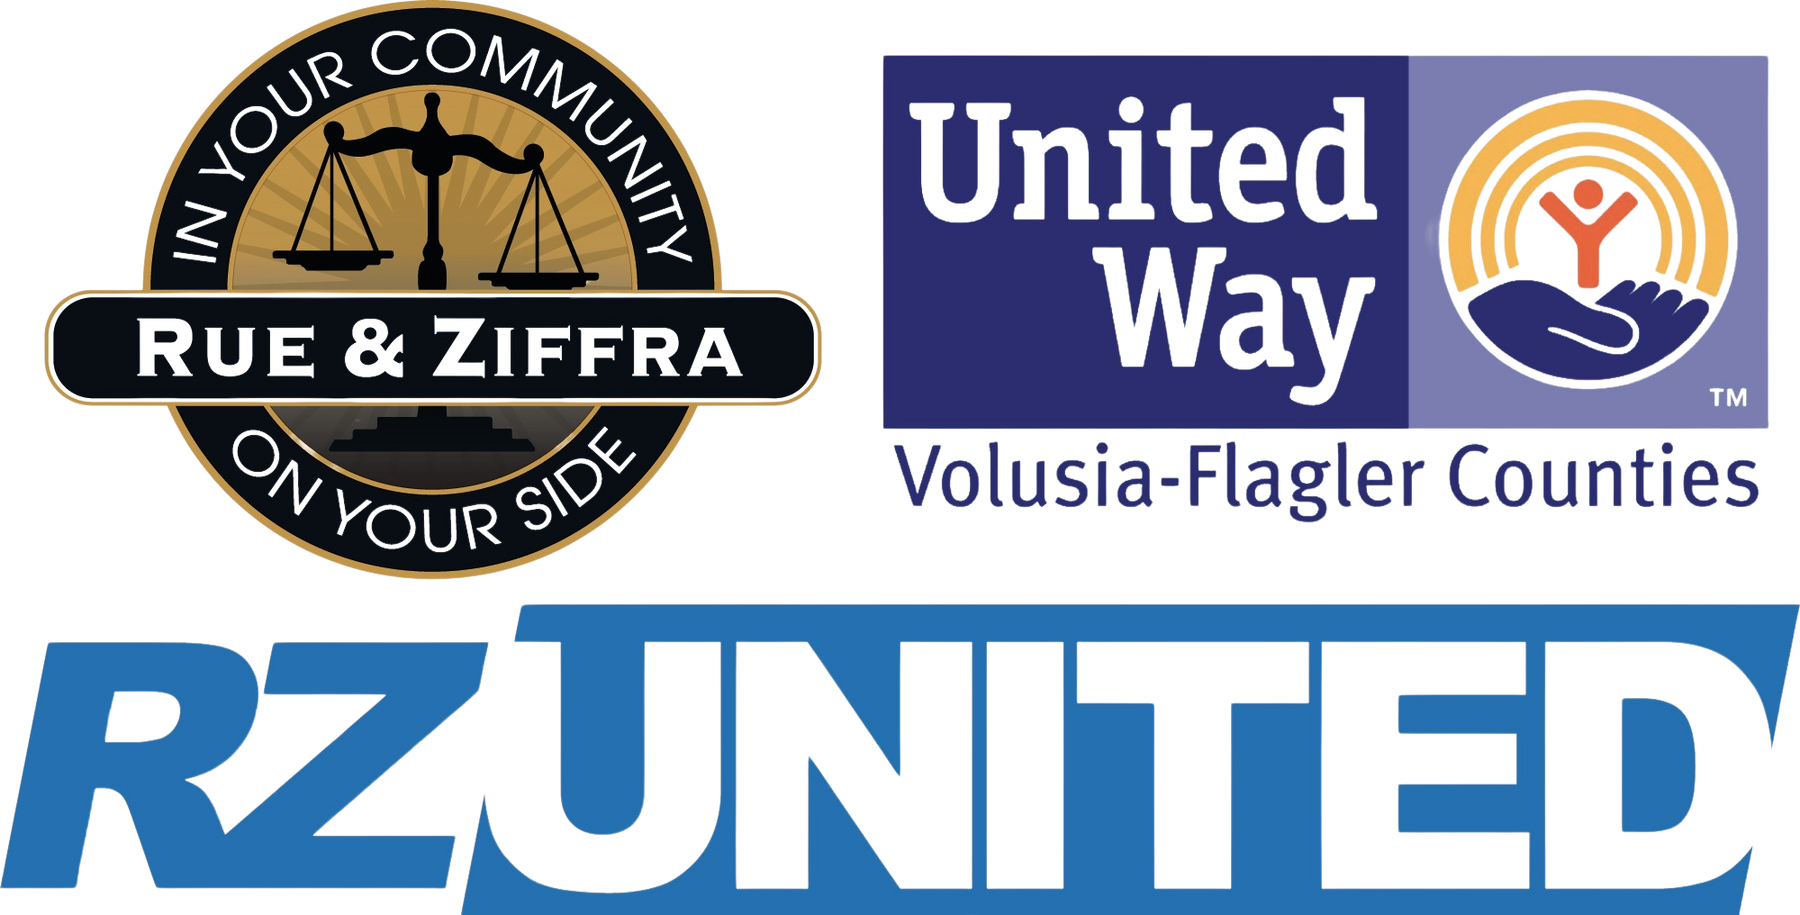 IN YOUR COMMUNITY
RUE & ZIFFRA
ON YOUR SIDE
United
Way
TM
Volusia-Flagler Counties
RZUNITED